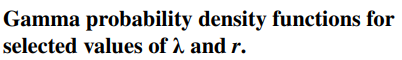 Gamma probability density functions for
selected values of λ and r.